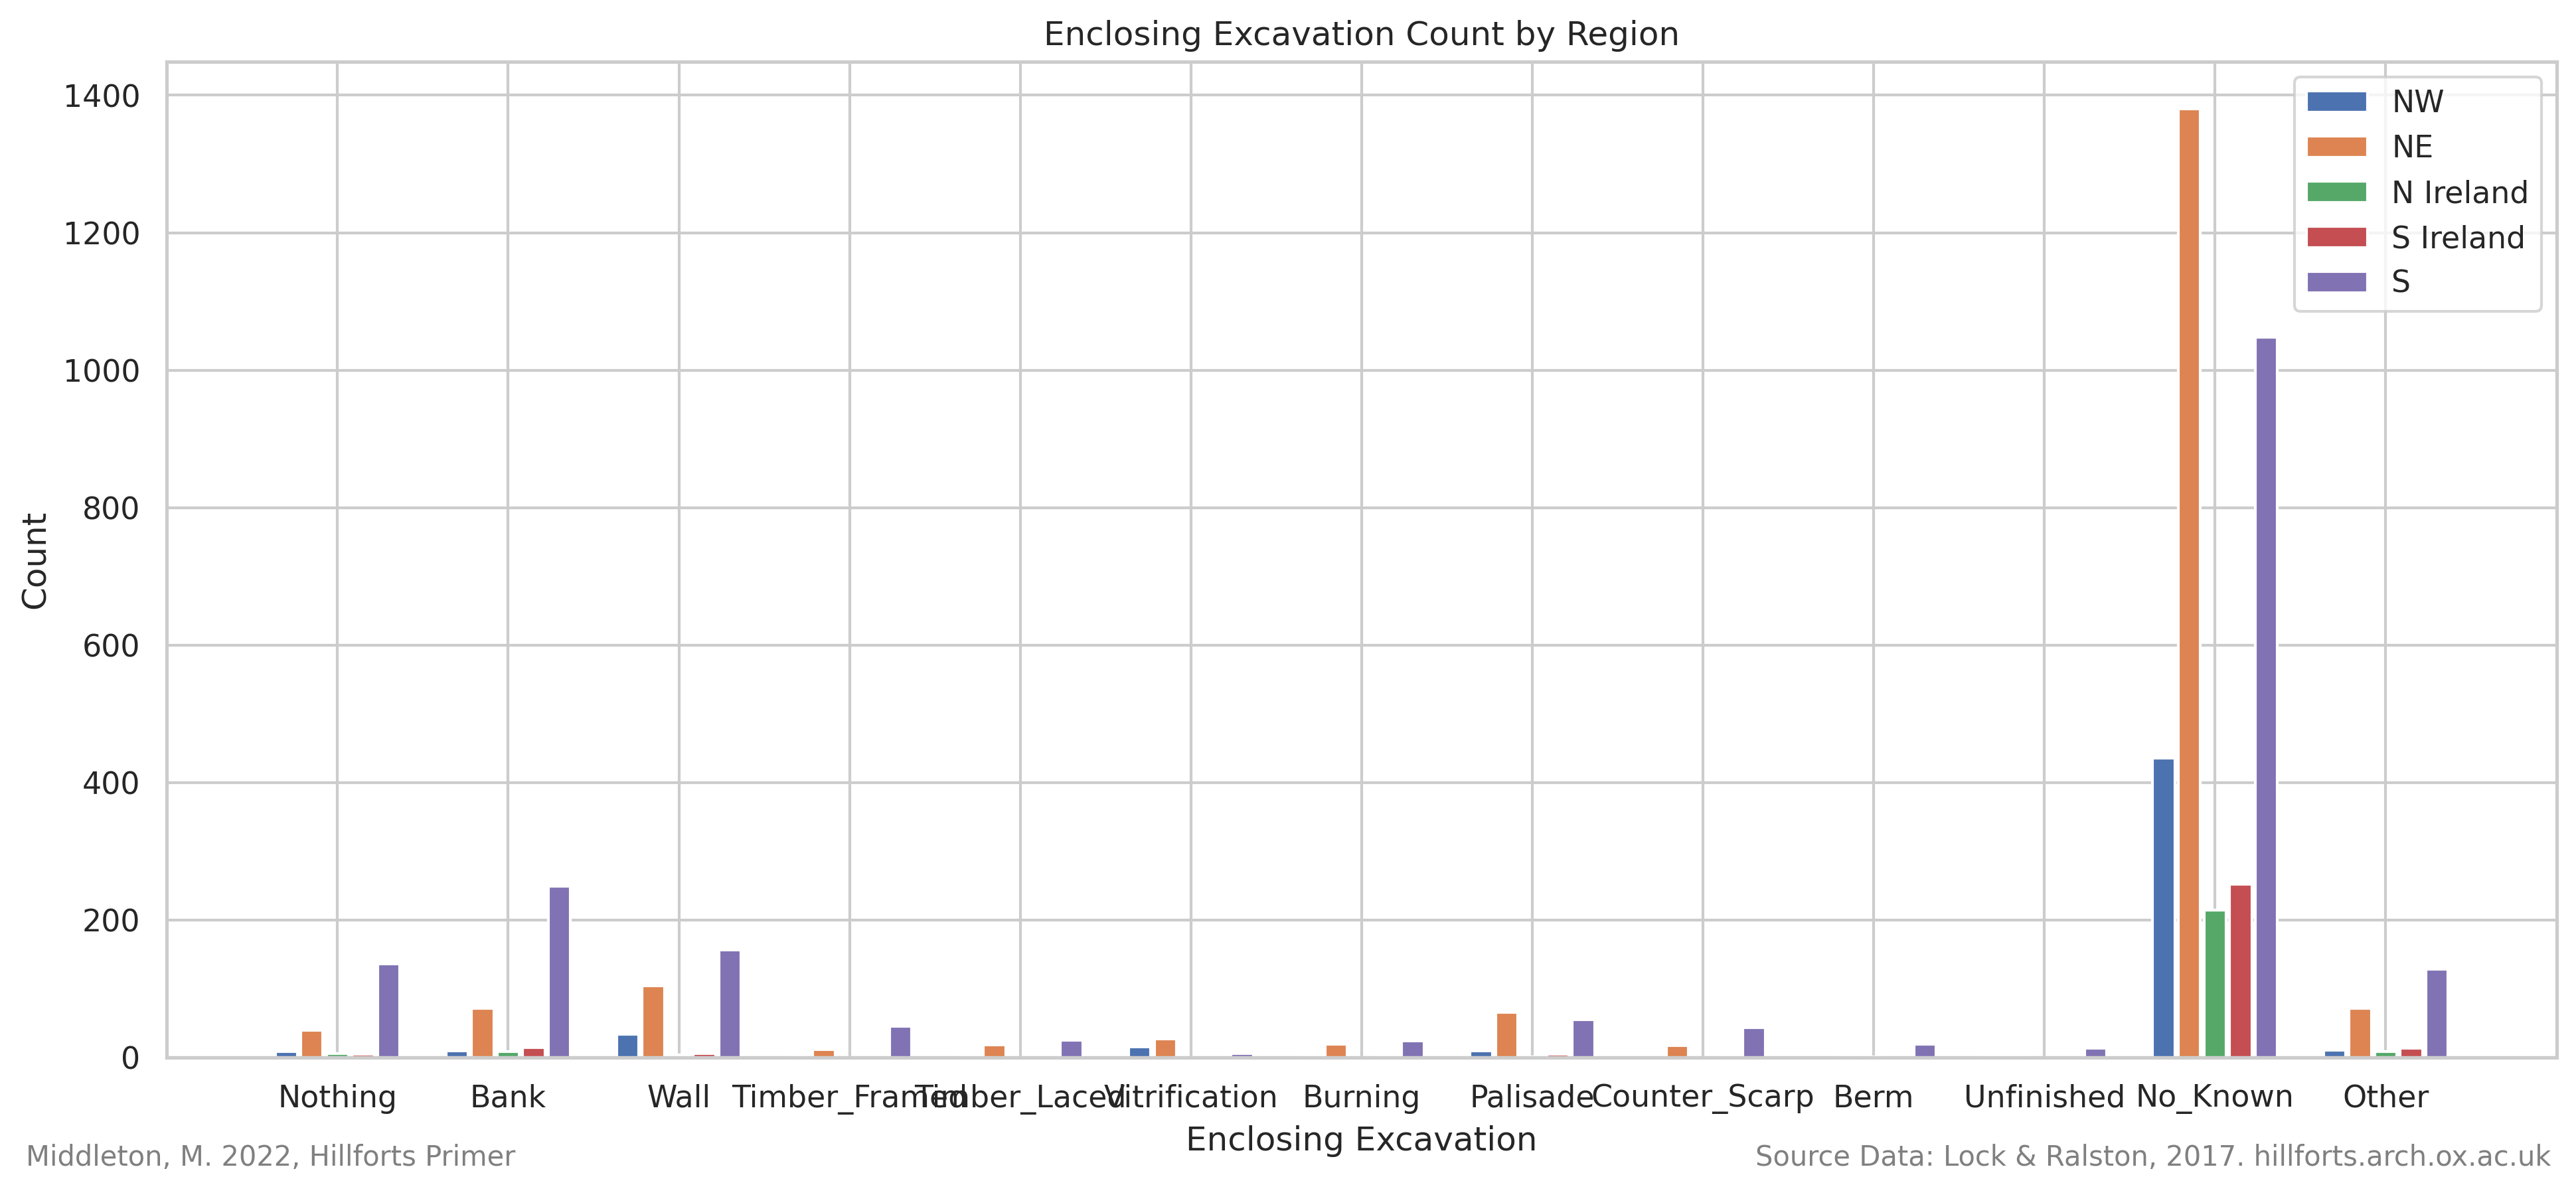 Enclosing Excavation Count by Region
1400
1200
1000
800
600
400
200
0
Count
NW
NE
N Ireland
S Ireland
S
Nothing Bank Wall Timber_Framed Timber_Laced Vitrification Burning Palisade Counter_Scarp Berm Unfinished No_Known Other
Enclosing Excavation
Middleton, M. 2022, Hillforts Primer
Source Data: Lock & Ralston, 2017. hillforts.arch.ox.ac.uk